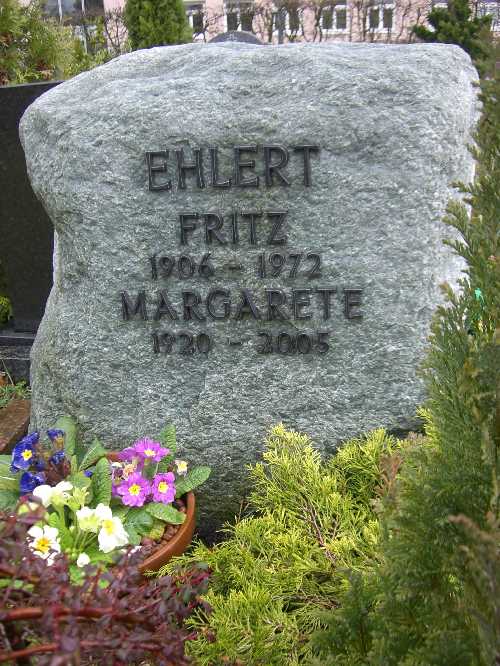 EHLERT
FRITZ
1906 - 1972
MARGARETE
1920 - 2005